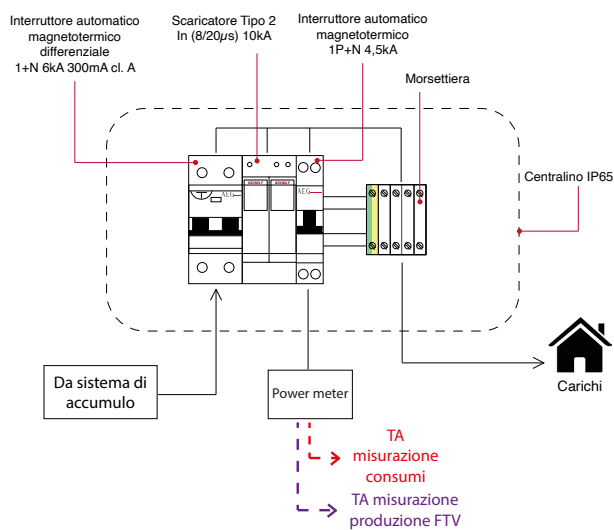 Interruttore automatico
magnetotermico
differenziale
1+N 6kA 300mA cl. A
Scaricatore Tipo 2
In (8/20µs) 10kA
Interruttore automatico
magnetotermico
1P+N 4,5kA
Morsettiera
Centralino IP65
AEG
AEG
Da sistema di
accumulo
Power meter
Carichi
TA
misurazione
consumi
TA misurazione
produzione FTV